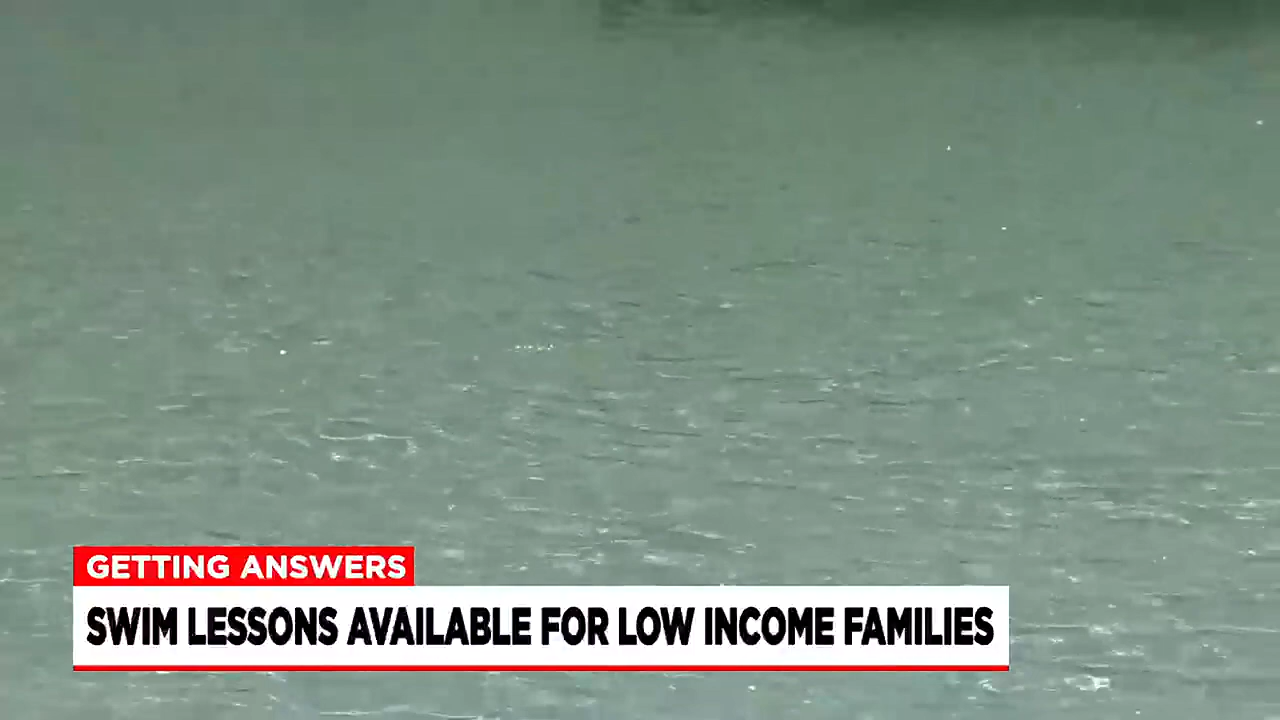 GETTING ANSWERS
SWIM LESSONS AVAILABLE FOR LOW INCOME FAMILIES